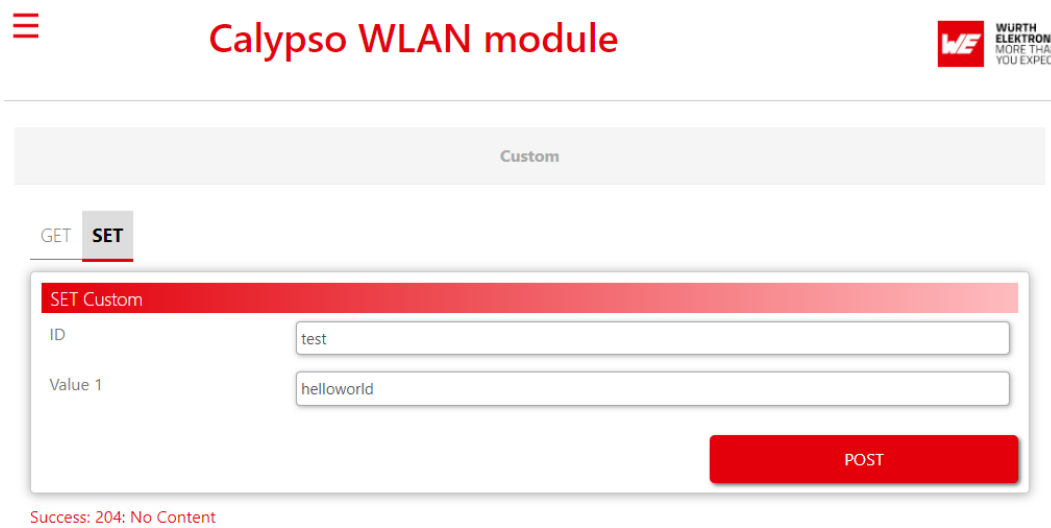 Calypso WLAN module
WÜRTH
ELEKTRON
MORE THA
YOU EXPEC
Custom
GET SET
SET Custom
ID test
Value 1 helloworld
POST
Success: 204: No Content